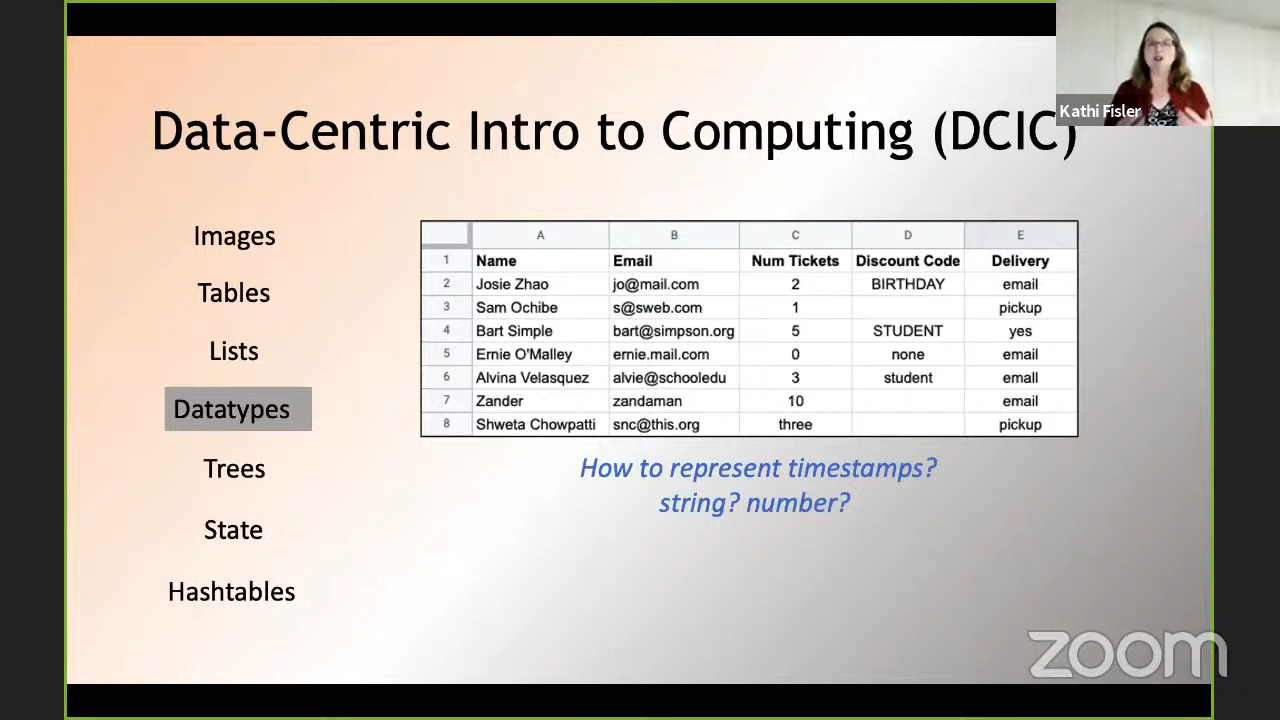 Kathi Fisler
Data-Centric Intro to Computing (DCIC)
Images
Tables
Lists
Datatypes
Trees
State
Hashtables
A B C D E
1 Name Email Num Tickets Discount Code Delivery
2 Josie Zhao jo@mail.com 2 BIRTHDAY email
3 Sam Ochibe s@sweb.com 1 pickup
4 Bart Simple bart@simpson.org 5 STUDENT yes
5 Ernie O'Malley ernie.mail.com 0 none email
6 Alvina Velasquez alvie@schooledu 3 student emall
7 Zander zandaman 10 email
8 Shweta Chowpatti snc@this.org three pickup
How to represent timestamps?
string? number?
zoom